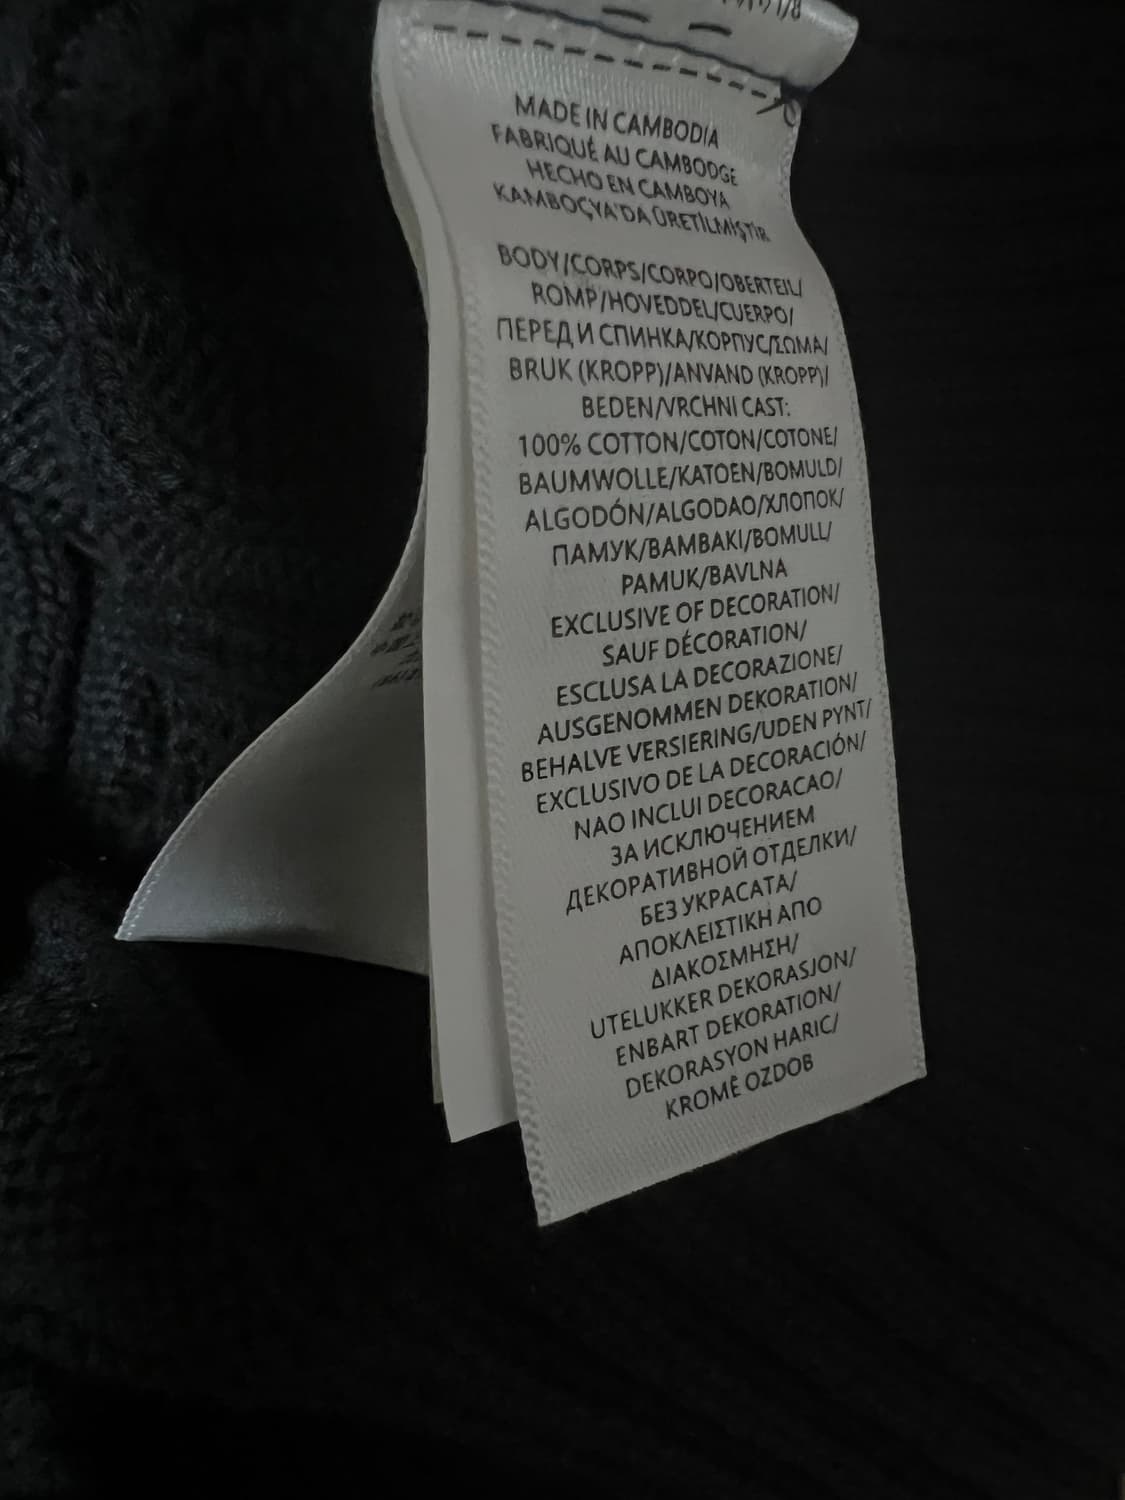 MADE IN CAMBODIA
FABRIQUÉ AU CAMBODGE
HECHO EN CAMBOYA
KAMBOÇYA'DA ÜRETİLMİŞTİR
BODY/CORPS/CORPO/OBERTEIL/
ROMP/HOVEDDEL/CUERPO/
ПЕРЕД И СПИНКА/КОРПУС/ΣΩΜΑ/
BRUK (KROPP)/ANVAND (KROPP)/
BEDEN/VRCHNI CAST:
100% COTTON/COTON/COTONE/
BAUMWOLLE/KATOEN/BOMULD/
ALGODÓN/ALGODAO/ХЛОПОК/
ПАМУК/BAMBAKI/BOMULL/
PAMUK/BAVLNA
EXCLUSIVE OF DECORATION/
SAUF DÉCORATION/
ESCLUSA LA DECORAZIONE/
AUSGENOMMEN DEKORATION/
BEHALVE VERSIERING/UDEN PYNT/
EXCLUSIVO DE LA DECORACIÓN/
NAO INCLUI DECORACAO/
ЗА ИСКЛЮЧЕНИЕМ
ДЕКОРАТИВНОЙ ОТДЕЛКИ/
БЕЗ УКРАСАТА/
ΑΠΟΚΛΕΙΣΤΙΚΗ ΑΠΟ
ΔΙΑΚΟΣΜΗΣΗ/
UTELUKKER DEKORASJON/
ENBART DEKORATION/
DEKORASYON HARIC/
KROMĚ OZDOB